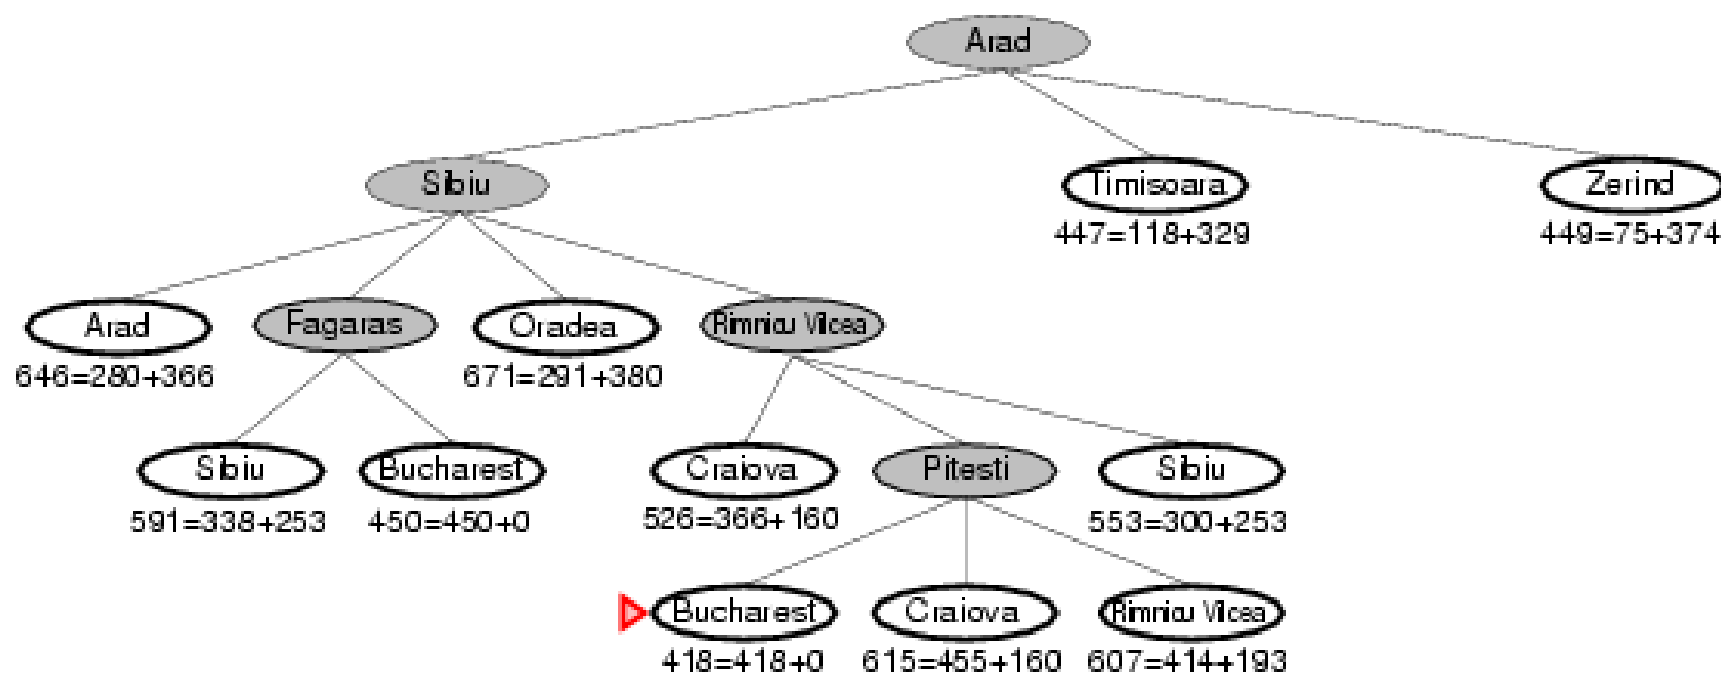 Arad
Sibiu
Timisoara
Zerind
447=118+329
449=75+374
Arad
Fagaras
Oradea
Rimnicu Vilcea
646=280+366
671=291+380
Sibiu
Bucharest
Craiova
Pitesti
Sibiu
591=338+253
450=450+0
526=366+160
553=300+253
Bucharest
Craiova
Rimnicu Vilcea
418=418+0
615=455+160
607=414+193